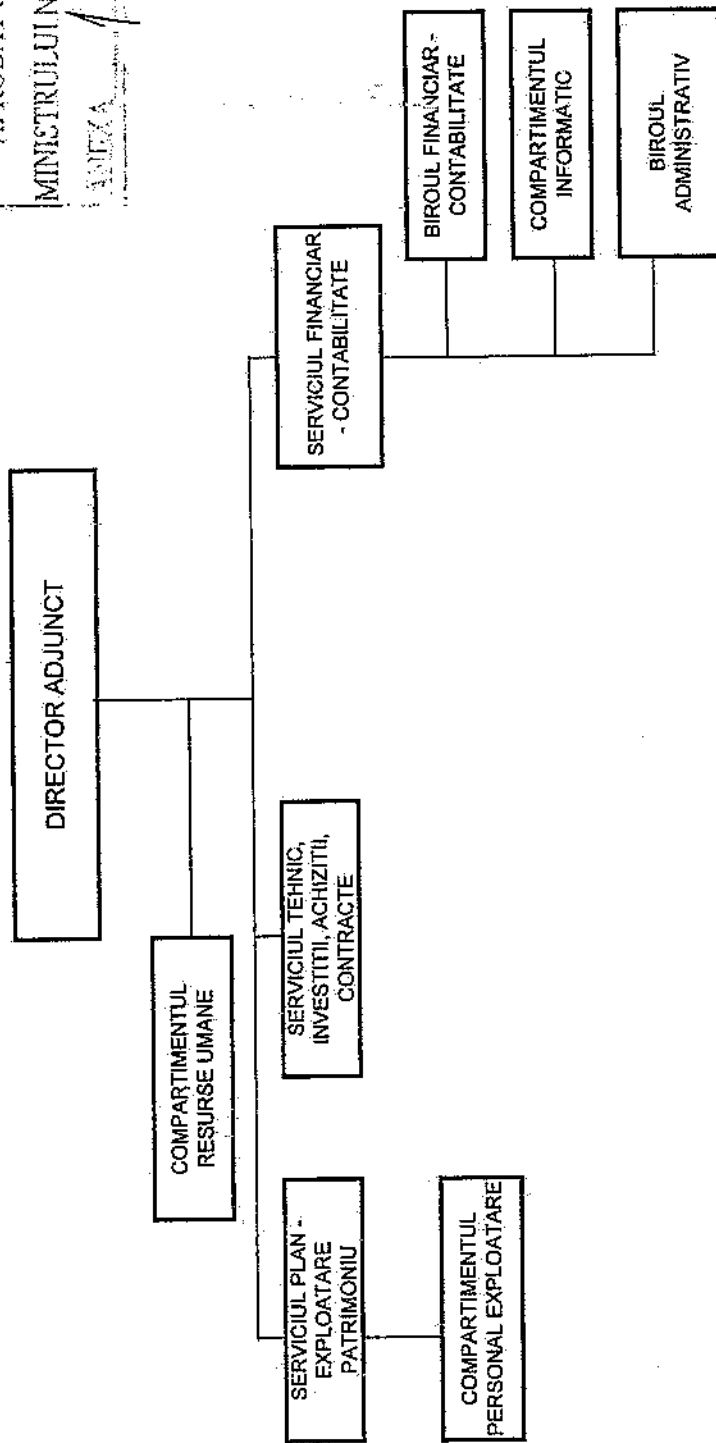 MINISTRULUI
ANEXA
DIRECTOR ADJUNCT
COMPARTIMENTUL
RESURSE UMANE
SERVICIUL PLAN -
EXPLOATARE
PATRIMONIU
SERVICIUL TEHNIC,
INVESTITII, ACHIZITII,
CONTRACTE
SERVICIUL FINANCIAR
- CONTABILITATE
COMPARTIMENTUL
PERSONAL EXPLOATARE
BIROUL FINANCIAR -
CONTABILITATE
COMPARTIMENTUL
INFORMATIC
BIROUL
ADMINISTRATIV